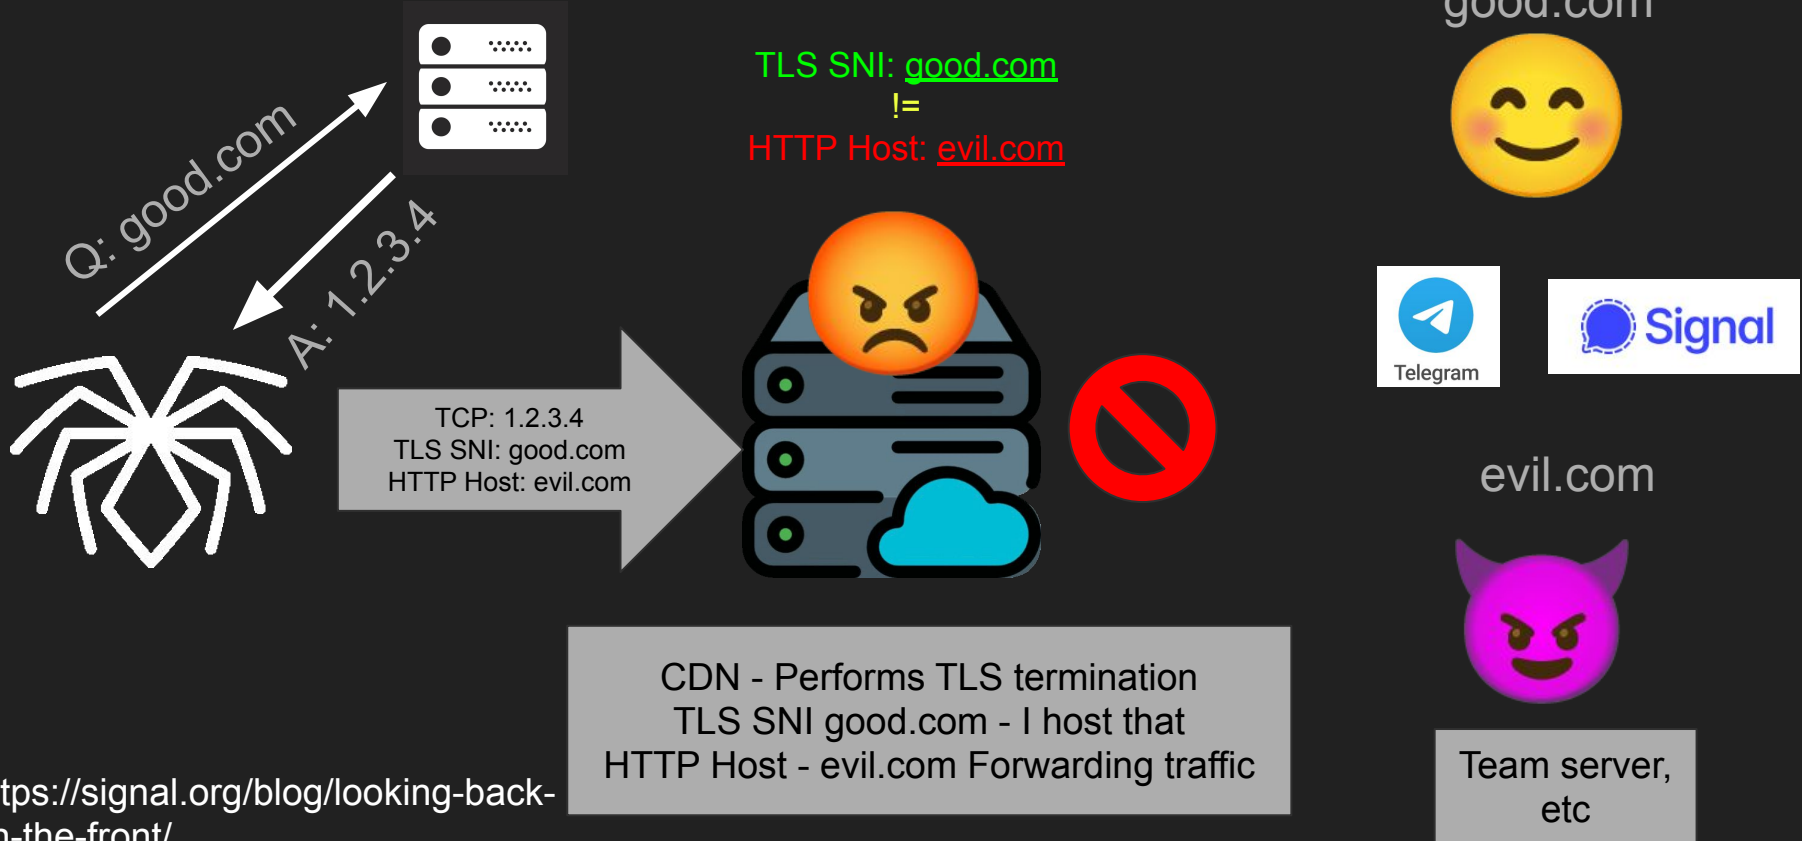 good.com
TLS SNI: good.com
!=
HTTP Host: evil.com
Q: good.com
A: 1.2.3.4
Telegram
Signal
TCP: 1.2.3.4
TLS SNI: good.com
HTTP Host: evil.com
evil.com
CDN - Performs TLS termination
TLS SNI good.com - I host that
HTTP Host - evil.com Forwarding traffic
Team server,
etc
tps://signal.org/blog/looking-back-
n-the-front/